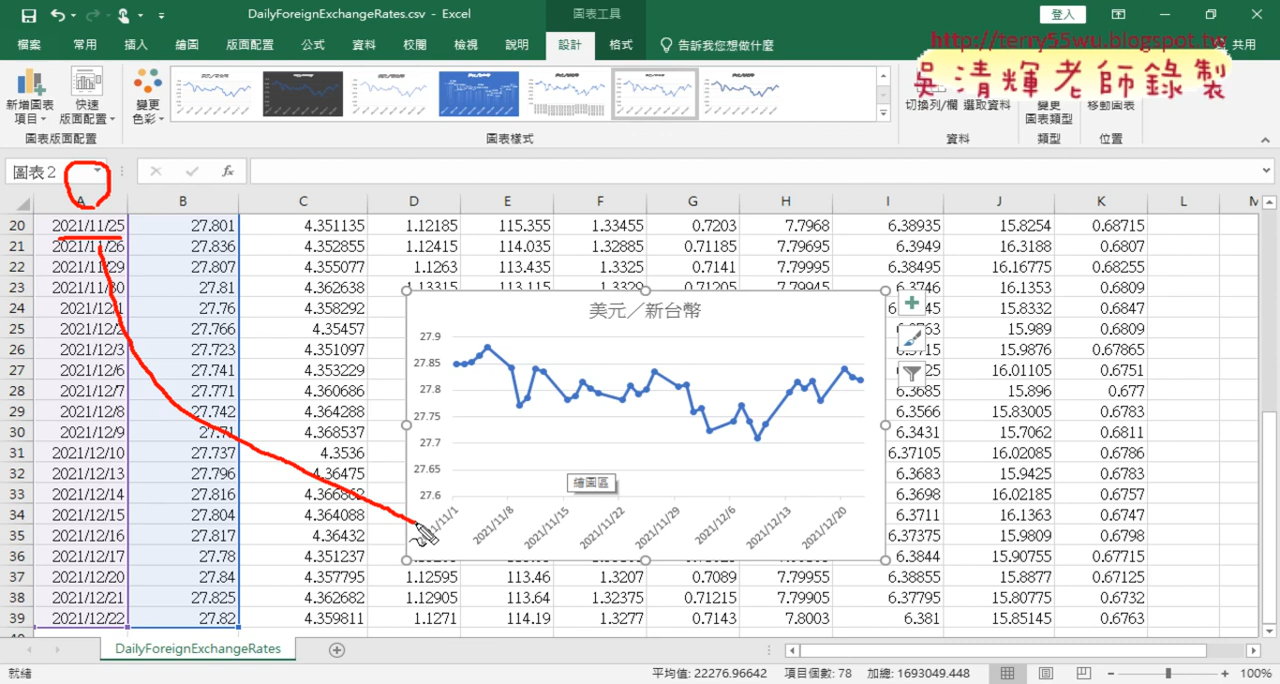 DailyForeignExchangeRates.csv - Excel
圖表工具
登入
檔案 常用 插入 繪圖 版面配置 公式 資料 校閱 檢視 說明 設計 格式 告訴我您想做什麼 共用
http://terry55wu.blogspot.tw
吳清輝老師錄製
新增圖表項目 快速版面配置 變更色彩 切換列/欄 選取資料 變更圖表類型 移動圖表
圖表版面配置 圖表樣式 資料 類型 位置
圖表 2 fx
A B C D E F G H I J K L M
20 2021/11/25 27.801 4.351135 1.12185 115.355 1.33455 0.7203 7.7968 6.38935 15.8254 0.68715
21 2021/11/26 27.836 4.352855 1.12415 114.035 1.32885 0.71185 7.79695 6.3949 16.3188 0.6807
22 2021/11/29 27.807 4.355077 1.1263 113.435 1.3325 0.7141 7.79995 6.38495 16.16775 0.68255
23 2021/11/30 27.81 4.362638 1.13315 113.115 1.3329 0.71205 7.79945 6.3746 16.1353 0.6809
24 2021/12/1 27.76 4.358292 15.8332 0.6847
25 2021/12/2 27.766 4.35457 15.989 0.6809
26 2021/12/3 27.723 4.351097 15.9876 0.67865
27 2021/12/6 27.741 4.353229 16.01105 0.6751
28 2021/12/7 27.771 4.360686 6.3685 15.896 0.677
29 2021/12/8 27.742 4.364288 6.3566 15.83005 0.6783
30 2021/12/9 27.71 4.368537 6.3431 15.7062 0.6811
31 2021/12/10 27.737 4.3536 6.37105 16.02085 0.6786
32 2021/12/13 27.796 4.36475 6.3683 15.9425 0.6783
33 2021/12/14 27.816 4.366862 6.3698 16.02185 0.6757
34 2021/12/15 27.804 4.364088 6.3711 16.1363 0.6747
35 2021/12/16 27.817 4.36432 6.37375 15.9809 0.6798
36 2021/12/17 27.78 4.351237 6.3844 15.90755 0.67715
37 2021/12/20 27.84 4.357795 1.12595 113.46 1.3207 0.7089 7.79955 6.38855 15.8877 0.67125
38 2021/12/21 27.825 4.362682 1.12905 113.64 1.32375 0.71215 7.79905 6.37795 15.80775 0.6732
39 2021/12/22 27.82 4.359811 1.1271 114.19 1.3277 0.7143 7.8003 6.381 15.85145 0.6763
美元／新台幣
27.9
27.85
27.8
27.75
27.7
27.65
27.6
繪圖區
2021/11/8 2021/11/15 2021/11/22 2021/11/29 2021/12/6 2021/12/13 2021/12/20
DailyForeignExchangeRates
就緒 平均值: 22276.96642 項目個數: 78 加總: 1693049.448 100%